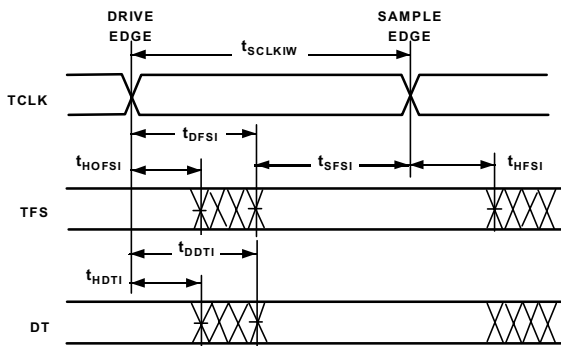 DRIVE EDGE
SAMPLE EDGE
tSCLKIW
TCLK
tDFSI
tHOFSI
tSFSI
tHFSI
TFS
tDDTI
tHDTI
DT